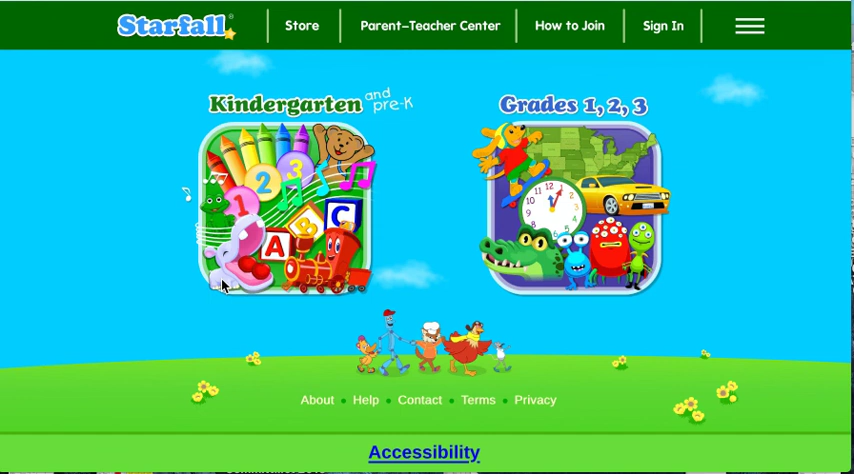 Starfall
Store
Parent-Teacher Center
How to Join
Sign In
Kindergarten and pre-K
Grades 1, 2, 3
1 2 3
A B C
About • Help • Contact • Terms • Privacy
Accessibility